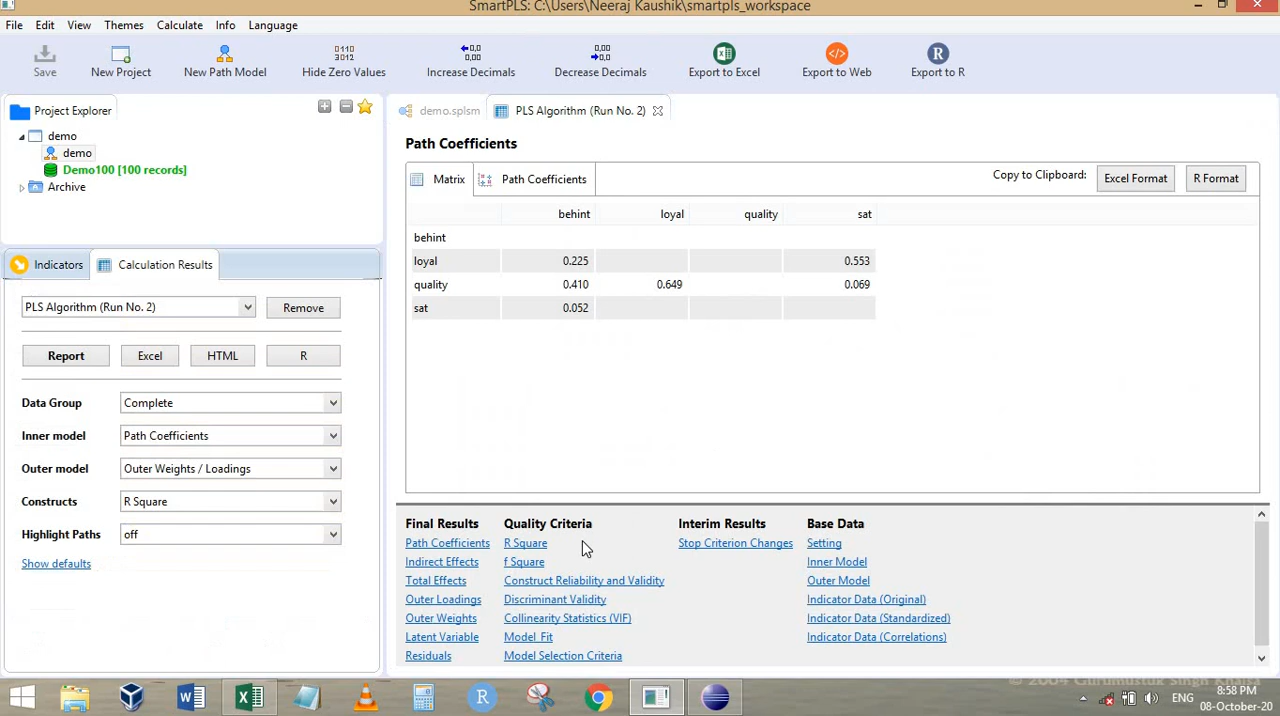 SmartPLS: C:\Users\Neeraj Kaushik\smartpls_workspace
File Edit View Themes Calculate Info Language
Save New Project New Path Model Hide Zero Values Increase Decimals Decrease Decimals Export to Excel Export to Web Export to R
Project Explorer
demo
demo
Demo100 [100 records]
Archive
Indicators Calculation Results
PLS Algorithm (Run No. 2) Remove
Report Excel HTML R
Data Group Complete
Inner model Path Coefficients
Outer model Outer Weights / Loadings
Constructs R Square
Highlight Paths off
Show defaults
demo.splsm PLS Algorithm (Run No. 2)
Path Coefficients
Matrix Path Coefficients Copy to Clipboard: Excel Format R Format
behint loyal quality sat
behint
loyal 0.225 0.553
quality 0.410 0.649 0.069
sat 0.052
Final Results Quality Criteria Interim Results Base Data
Path Coefficients R Square Stop Criterion Changes Setting
Indirect Effects f Square Inner Model
Total Effects Construct Reliability and Validity Outer Model
Outer Loadings Discriminant Validity Indicator Data (Original)
Outer Weights Collinearity Statistics (VIF) Indicator Data (Standardized)
Latent Variable Model_Fit Indicator Data (Correlations)
Residuals Model Selection Criteria
© 2004 Gurumustuk Singh Khalsa
ENG 8:58 PM
08-October-20